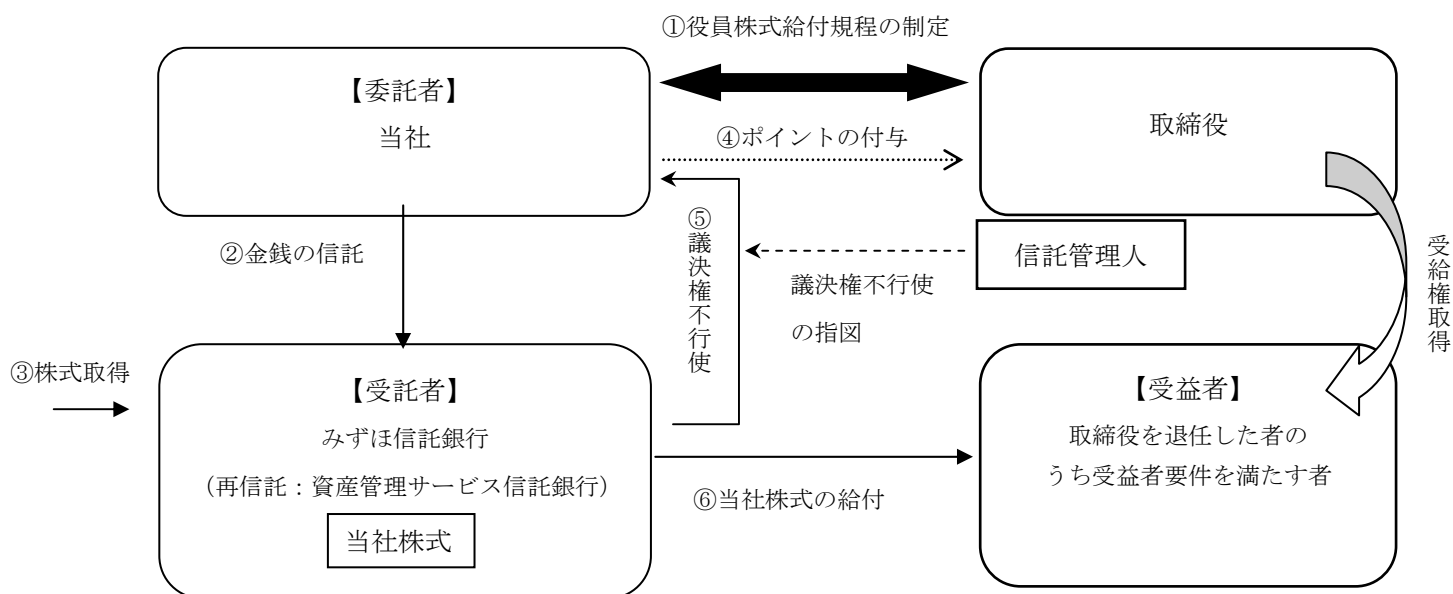 ①役員株式給付規程の制定
【委託者】
当社
取締役
④ポイントの付与
②金銭の信託
⑤議決権不行使
信託管理人
議決権不行使
の指図
受給権取得
③株式取得
【受託者】
みずほ信託銀行
（再信託：資産管理サービス信託銀行）
当社株式
【受益者】
取締役を退任した者の
うち受益者要件を満たす者
⑥当社株式の給付